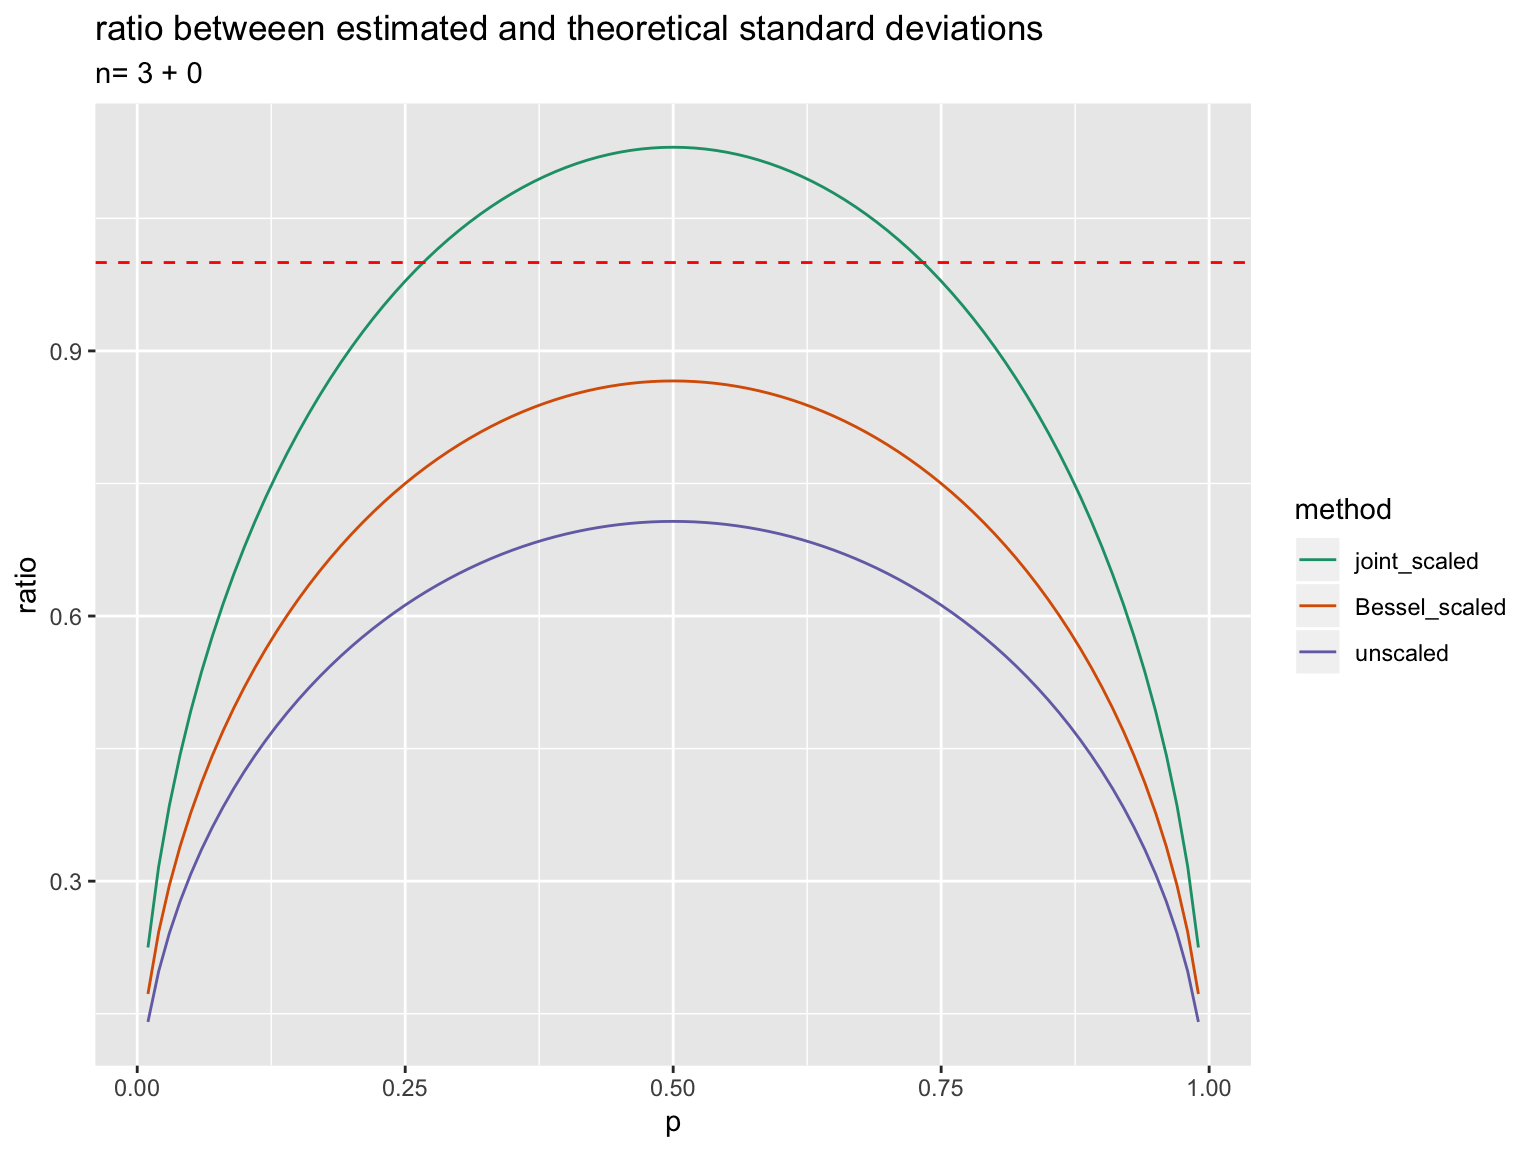 ratio betweeen estimated and theoretical standard deviations
n= 3 + 0
ratio
0.9
0.6
0.3
0.00 0.25 0.50 0.75 1.00
p
method
joint_scaled
Bessel_scaled
unscaled